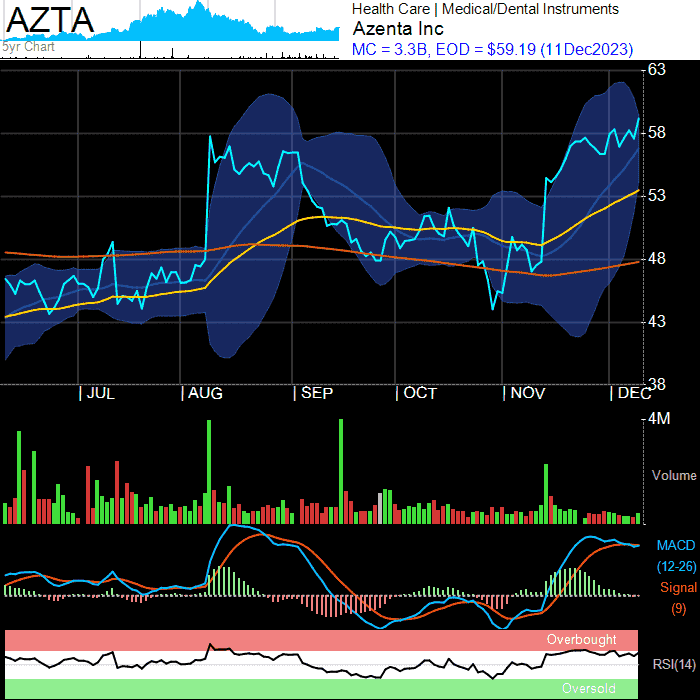 AZTA
5yr Chart
Health Care | Medical/Dental Instruments
Azenta Inc
MC = 3.3B, EOD = $59.19 (11Dec2023)
63
58
53
48
43
38
| JUL | AUG | SEP | OCT | NOV | DEC
4M
Volume
MACD
(12-26)
Signal
(9)
Overbought
RSI(14)
Oversold